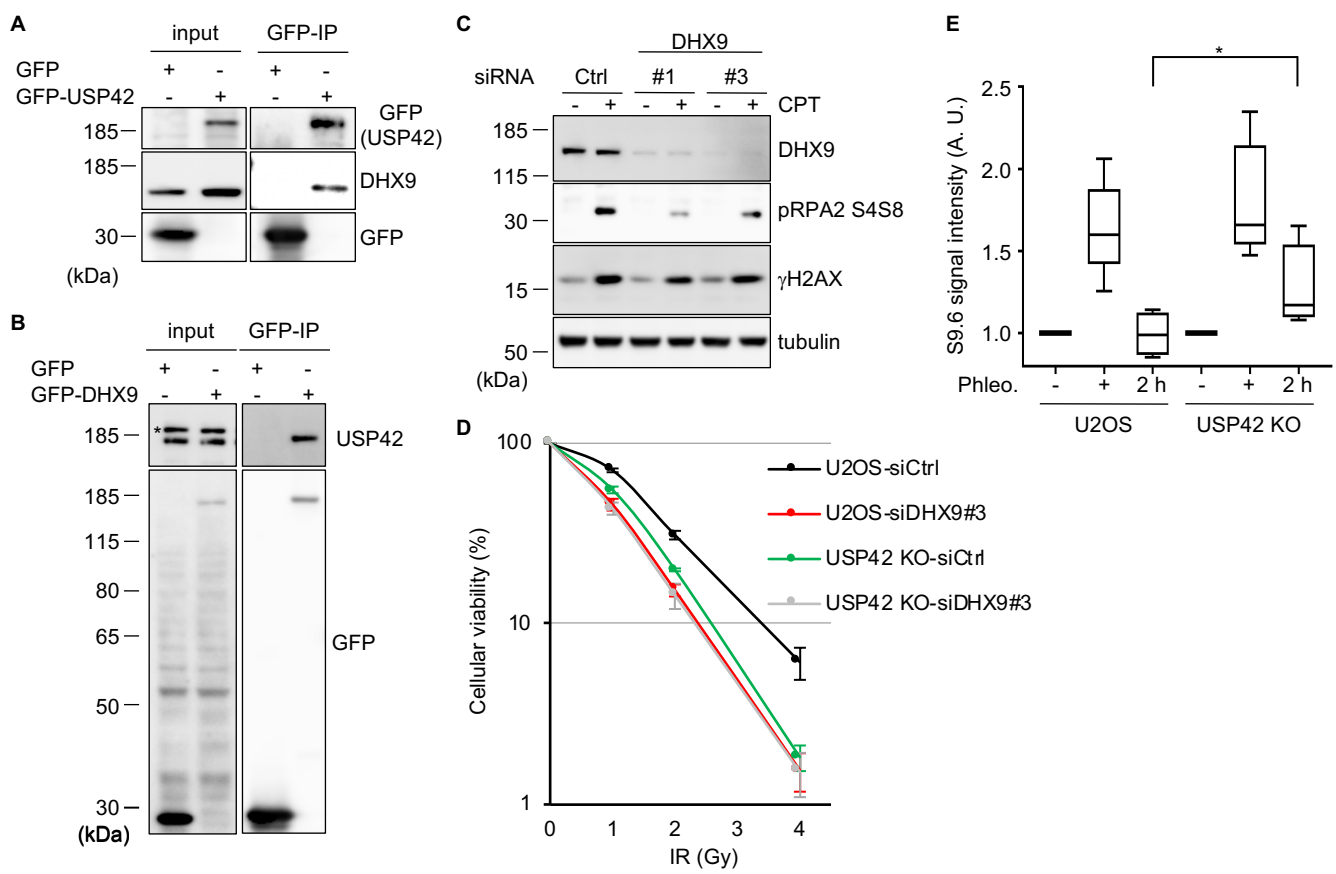 A
input GFP-IP
GFP + - + -
GFP-USP42 - + - +
185 GFP
(USP42)
185 DHX9
30 GFP
(kDa)
B
input GFP-IP
GFP + - + -
GFP-DHX9 - + - +
* 185 USP42
185
115
80
65
50
30
GFP
(kDa)
C
DHX9
siRNA Ctrl #1 #3
- + - + - + CPT
185
115 DHX9
30 pRPA2 S4S8
15 γH2AX
50 tubulin
(kDa)
D
Cellular viability (%)
100
10
1
0 1 2 3 4
IR (Gy)
U2OS-siCtrl
U2OS-siDHX9#3
USP42 KO-siCtrl
USP42 KO-siDHX9#3
E
*
S9.6 signal intensity (A. U.)
2.5
2.0
1.5
1.0
Phleo. - + 2 h - + 2 h
U2OS USP42 KO